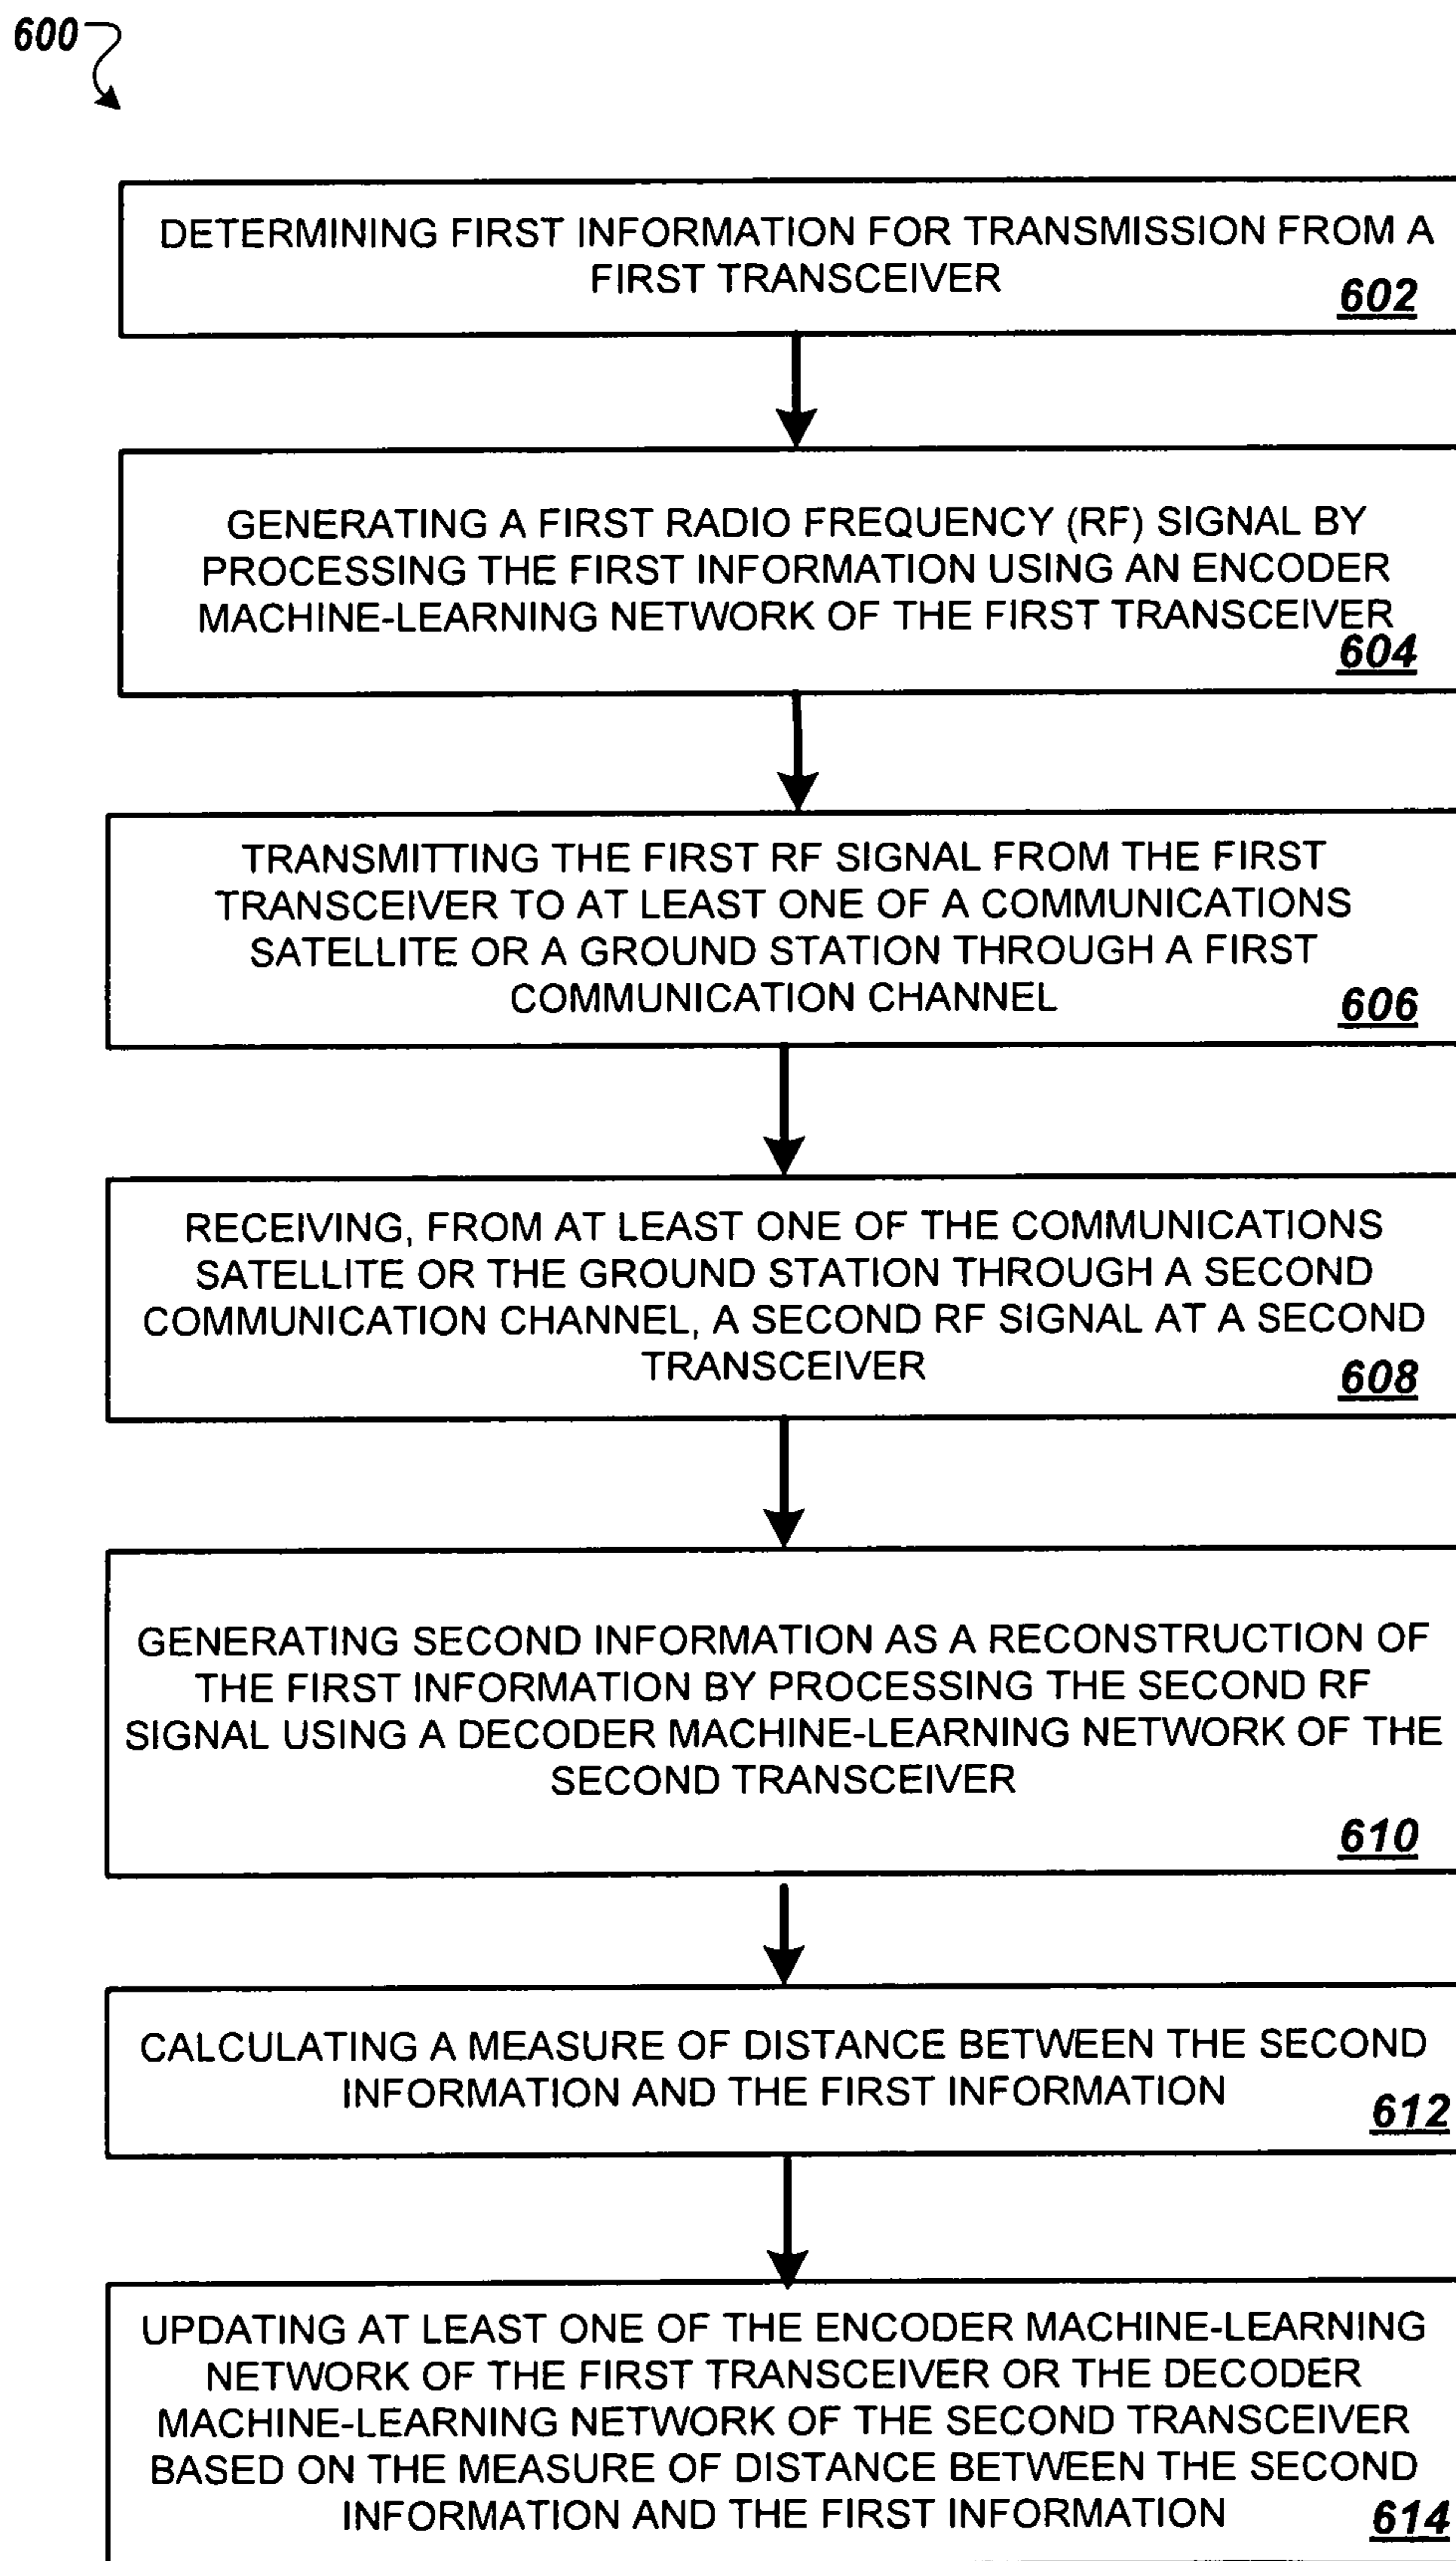 600
DETERMINING FIRST INFORMATION FOR TRANSMISSION FROM A
FIRST TRANSCEIVER
602
GENERATING A FIRST RADIO FREQUENCY (RF) SIGNAL BY
PROCESSING THE FIRST INFORMATION USING AN ENCODER
MACHINE-LEARNING NETWORK OF THE FIRST TRANSCEIVER
604
TRANSMITTING THE FIRST RF SIGNAL FROM THE FIRST
TRANSCEIVER TO AT LEAST ONE OF A COMMUNICATIONS
SATELLITE OR A GROUND STATION THROUGH A FIRST
COMMUNICATION CHANNEL
606
RECEIVING, FROM AT LEAST ONE OF THE COMMUNICATIONS
SATELLITE OR THE GROUND STATION THROUGH A SECOND
COMMUNICATION CHANNEL, A SECOND RF SIGNAL AT A SECOND
TRANSCEIVER
608
GENERATING SECOND INFORMATION AS A RECONSTRUCTION OF
THE FIRST INFORMATION BY PROCESSING THE SECOND RF
SIGNAL USING A DECODER MACHINE-LEARNING NETWORK OF THE
SECOND TRANSCEIVER
610
CALCULATING A MEASURE OF DISTANCE BETWEEN THE SECOND
INFORMATION AND THE FIRST INFORMATION
612
UPDATING AT LEAST ONE OF THE ENCODER MACHINE-LEARNING
NETWORK OF THE FIRST TRANSCEIVER OR THE DECODER
MACHINE-LEARNING NETWORK OF THE SECOND TRANSCEIVER
BASED ON THE MEASURE OF DISTANCE BETWEEN THE SECOND
INFORMATION AND THE FIRST INFORMATION
614